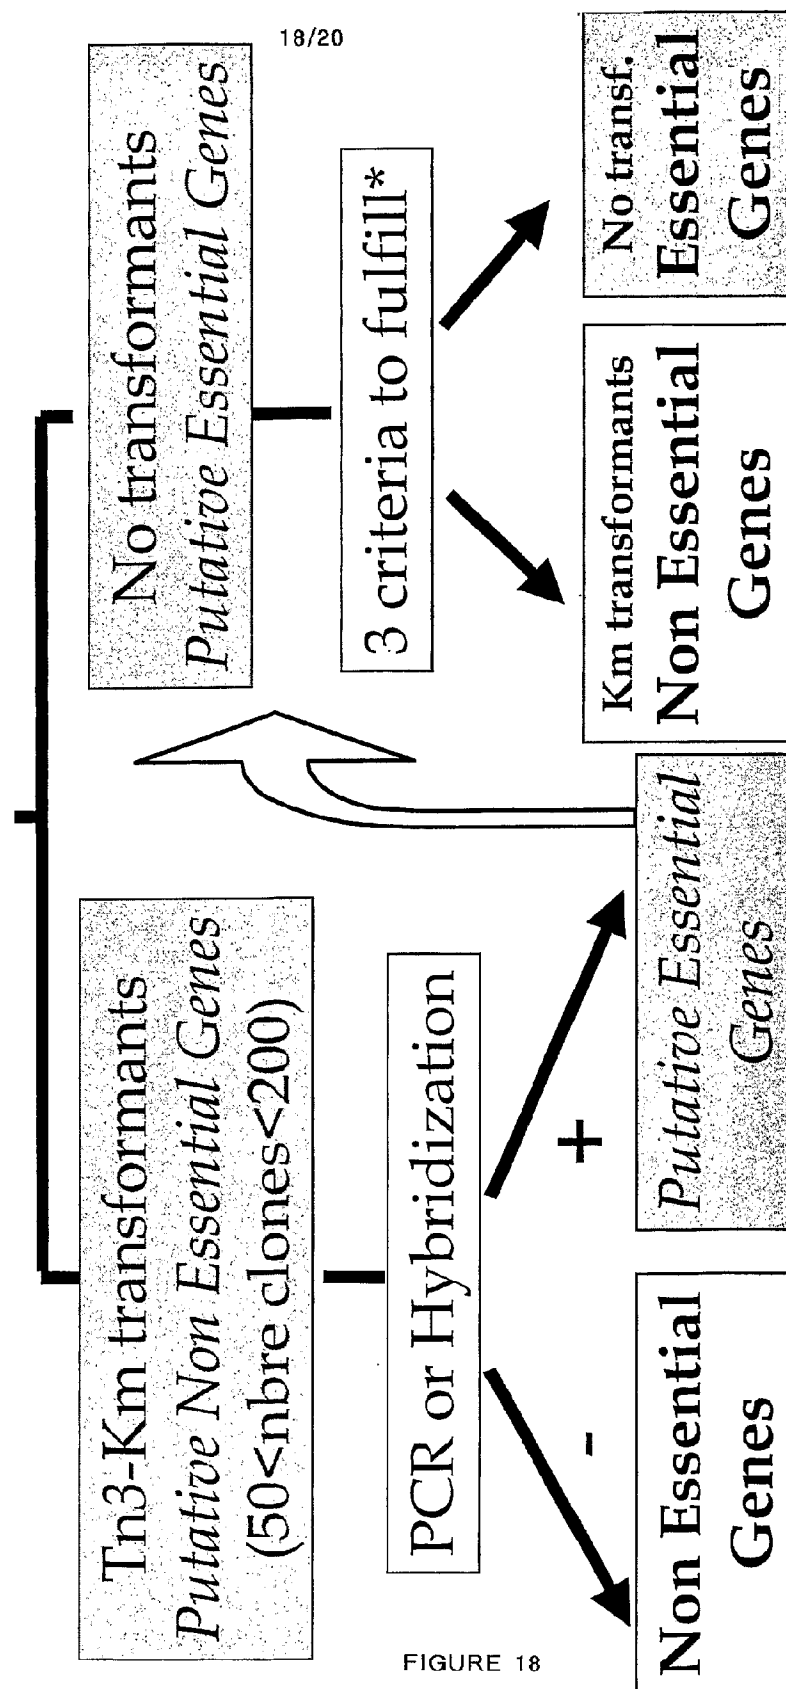 18/20
Tn3-Km transformants
Putative Non Essential Genes
(50<nbre clones<200)
No transformants
Putative Essential Genes
PCR or Hybridization
3 criteria to fulfill*
-
+
Non Essential
Genes
Putative Essential
Genes
Km transformants
Non Essential
Genes
No transf.
Essential
Genes
FIGURE 18